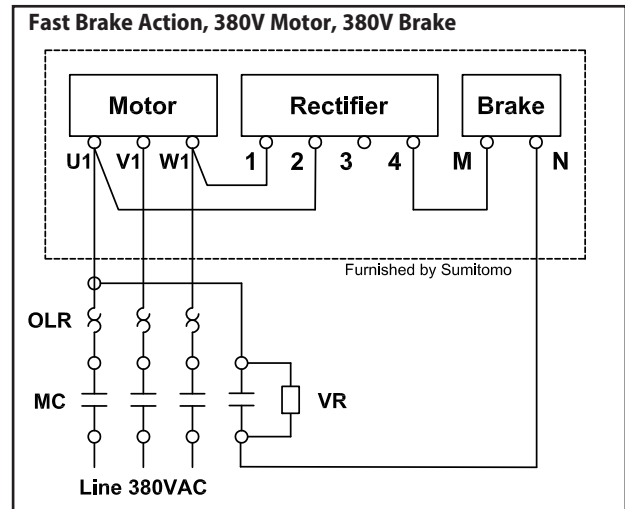 Fast Brake Action, 380V Motor, 380V Brake
Motor Rectifier Brake
U1 V1 W1 1 2 3 4 M N
Furnished by Sumitomo
OLR
MC VR
Line 380VAC